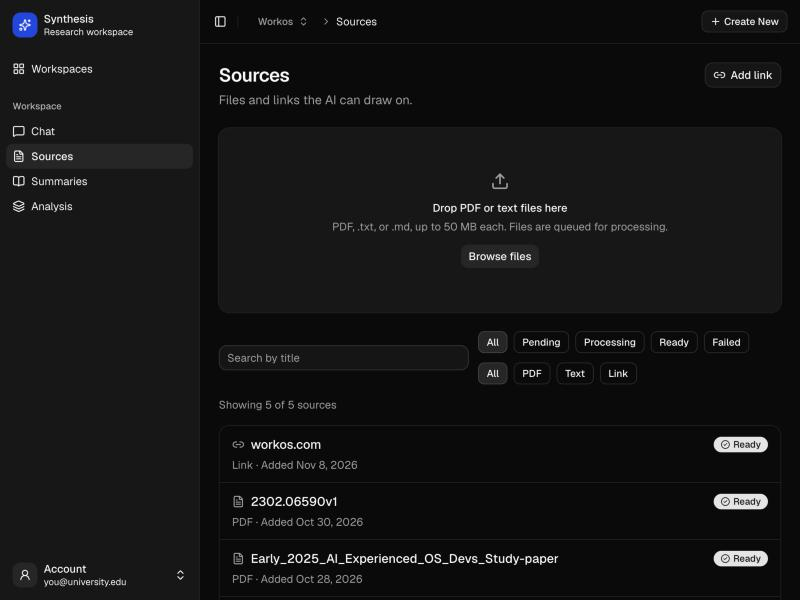 Synthesis
Research workspace
Workspaces
Workspace
Chat
Sources
Summaries
Analysis
Account
you@university.edu
Workos
Sources
Create New
Sources
Files and links the AI can draw on.
Add link
Drop PDF or text files here
PDF, .txt, or .md, up to 50 MB each. Files are queued for processing.
Browse files
Search by title
All Pending Processing Ready Failed
All PDF Text Link
Showing 5 of 5 sources
workos.com
Ready
Link · Added Nov 8, 2026
2302.06590v1
Ready
PDF · Added Oct 30, 2026
Early_2025_AI_Experienced_OS_Devs_Study-paper
Ready
PDF · Added Oct 28, 2026